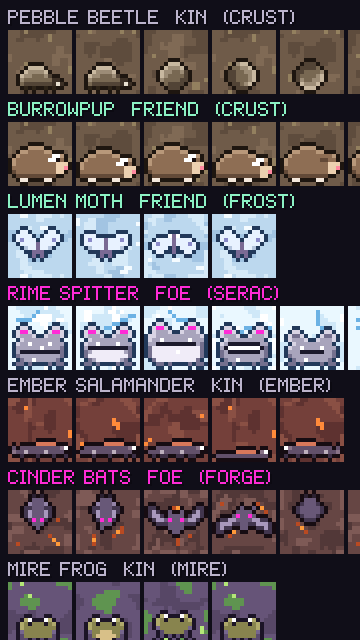 PEBBLE BEETLE KIN (CRUST)
BURROWPUP FRIEND (CRUST)
LUMEN MOTH FRIEND (FROST)
RIME SPITTER FOE (SERAC)
EMBER SALAMANDER KIN (EMBER)
CINDER BATS FOE (FORGE)
MIRE FROG KIN (MIRE)